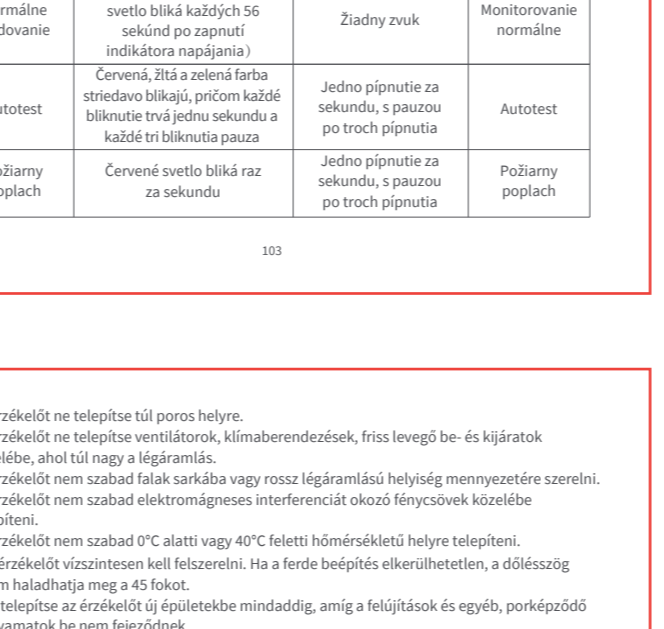 rmálne
dovanie
svetlo bliká každých 56
sekúnd po zapnutí
indikátora napájania)
Žiadny zvuk
Monitorovanie
normálne
utotest
Červená, žltá a zelená farba
striedavo blikajú, pričom každé
bliknutie trvá jednu sekundu a
každé tri bliknutia pauza
Jedno pípnutie za
sekundu, s pauzou
po troch pípnutia
Autotest
ožiarny
oplach
Červené svetlo bliká raz
za sekundu
Jedno pípnutie za
sekundu, s pauzou
po troch pípnutia
Požiarny
poplach
103
rzékelőt ne telepítse túl poros helyre.
rzékelőt ne telepítse ventilátorok, klímaberendezések, friss levegő be- és kijáratok
elébe, ahol túl nagy a légáramlás.
rzékelőt nem szabad falak sarkába vagy rossz légáramlású helyiség mennyezetére szerelni.
rzékelőt nem szabad elektromágneses interferenciát okozó fénycsövek közelébe
píteni.
rzékelőt nem szabad 0°C alatti vagy 40°C feletti hőmérsékletű helyre telepíteni.
érzékelőt vízszintesen kell felszerelni. Ha a ferde beépítés elkerülhetetlen, a dőlésszög
m haladhatja meg a 45 fokot.
telepítse az érzékelőt új épületekbe mindaddig, amíg a felújítások és egyéb, porképződő
yamatok be nem fejeződnek